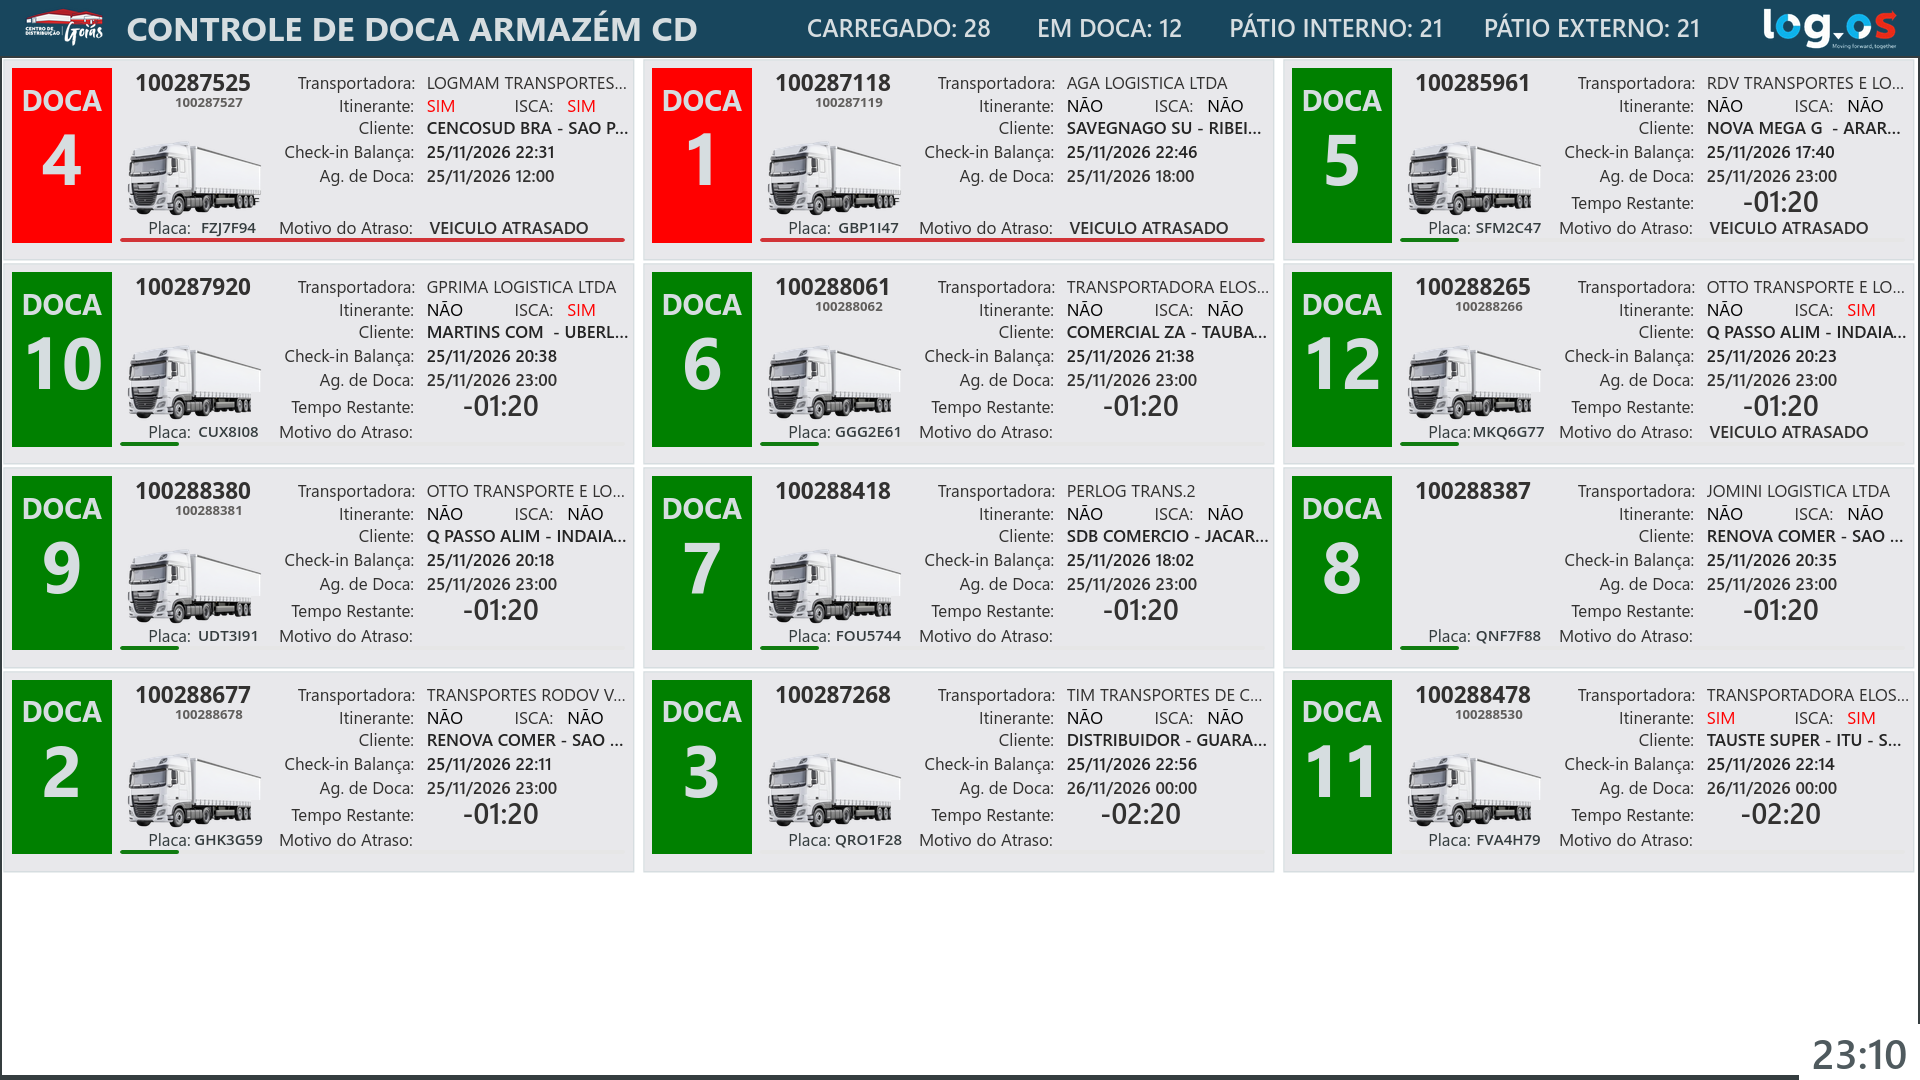 CENTRO DE DISTRIBUIÇÃO Goiás
CONTROLE DE DOCA ARMAZÉM CD
CARREGADO: 28
EM DOCA: 12
PÁTIO INTERNO: 21
PÁTIO EXTERNO: 21
log.os
Moving forward, together
DOCA 4
100287525
100287527
Transportadora: LOGMAM TRANSPORTES...
Itinerante: SIM ISCA: SIM
Cliente: CENCOSUD BRA - SAO P...
Check-in Balança: 25/11/2026 22:31
Ag. de Doca: 25/11/2026 12:00
Placa: FZJ7F94 Motivo do Atraso: VEICULO ATRASADO
DOCA 1
100287118
100287119
Transportadora: AGA LOGISTICA LTDA
Itinerante: NÃO ISCA: NÃO
Cliente: SAVEGNAGO SU - RIBEI...
Check-in Balança: 25/11/2026 22:46
Ag. de Doca: 25/11/2026 18:00
Placa: GBP1I47 Motivo do Atraso: VEICULO ATRASADO
DOCA 5
100285961
Transportadora: RDV TRANSPORTES E LO...
Itinerante: NÃO ISCA: NÃO
Cliente: NOVA MEGA G - ARAR...
Check-in Balança: 25/11/2026 17:40
Ag. de Doca: 25/11/2026 23:00
Tempo Restante: -01:20
Placa: SFM2C47 Motivo do Atraso: VEICULO ATRASADO
DOCA 10
100287920
Transportadora: GPRIMA LOGISTICA LTDA
Itinerante: NÃO ISCA: SIM
Cliente: MARTINS COM - UBERL...
Check-in Balança: 25/11/2026 20:38
Ag. de Doca: 25/11/2026 23:00
Tempo Restante: -01:20
Placa: CUX8I08 Motivo do Atraso:
DOCA 6
100288061
100288062
Transportadora: TRANSPORTADORA ELOS...
Itinerante: NÃO ISCA: NÃO
Cliente: COMERCIAL ZA - TAUBA...
Check-in Balança: 25/11/2026 21:38
Ag. de Doca: 25/11/2026 23:00
Tempo Restante: -01:20
Placa: GGG2E61 Motivo do Atraso:
DOCA 12
100288265
100288266
Transportadora: OTTO TRANSPORTE E LO...
Itinerante: NÃO ISCA: SIM
Cliente: Q PASSO ALIM - INDAIA...
Check-in Balança: 25/11/2026 20:23
Ag. de Doca: 25/11/2026 23:00
Tempo Restante: -01:20
Placa: MKQ6G77 Motivo do Atraso: VEICULO ATRASADO
DOCA 9
100288380
100288381
Transportadora: OTTO TRANSPORTE E LO...
Itinerante: NÃO ISCA: NÃO
Cliente: Q PASSO ALIM - INDAIA...
Check-in Balança: 25/11/2026 20:18
Ag. de Doca: 25/11/2026 23:00
Tempo Restante: -01:20
Placa: UDT3I91 Motivo do Atraso:
DOCA 7
100288418
Transportadora: PERLOG TRANS.2
Itinerante: NÃO ISCA: NÃO
Cliente: SDB COMERCIO - JACAR...
Check-in Balança: 25/11/2026 18:02
Ag. de Doca: 25/11/2026 23:00
Tempo Restante: -01:20
Placa: FOU5744 Motivo do Atraso:
DOCA 8
100288387
Transportadora: JOMINI LOGISTICA LTDA
Itinerante: NÃO ISCA: NÃO
Cliente: RENOVA COMER - SAO ...
Check-in Balança: 25/11/2026 20:35
Ag. de Doca: 25/11/2026 23:00
Tempo Restante: -01:20
Placa: QNF7F88 Motivo do Atraso:
DOCA 2
100288677
100288678
Transportadora: TRANSPORTES RODOV V...
Itinerante: NÃO ISCA: NÃO
Cliente: RENOVA COMER - SAO ...
Check-in Balança: 25/11/2026 22:11
Ag. de Doca: 25/11/2026 23:00
Tempo Restante: -01:20
Placa: GHK3G59 Motivo do Atraso:
DOCA 3
100287268
Transportadora: TIM TRANSPORTES DE C...
Itinerante: NÃO ISCA: NÃO
Cliente: DISTRIBUIDOR - GUARA...
Check-in Balança: 25/11/2026 22:56
Ag. de Doca: 26/11/2026 00:00
Tempo Restante: -02:20
Placa: QRO1F28 Motivo do Atraso:
DOCA 11
100288478
100288530
Transportadora: TRANSPORTADORA ELOS...
Itinerante: SIM ISCA: SIM
Cliente: TAUSTE SUPER - ITU - S...
Check-in Balança: 25/11/2026 22:14
Ag. de Doca: 26/11/2026 00:00
Tempo Restante: -02:20
Placa: FVA4H79 Motivo do Atraso:
23:10